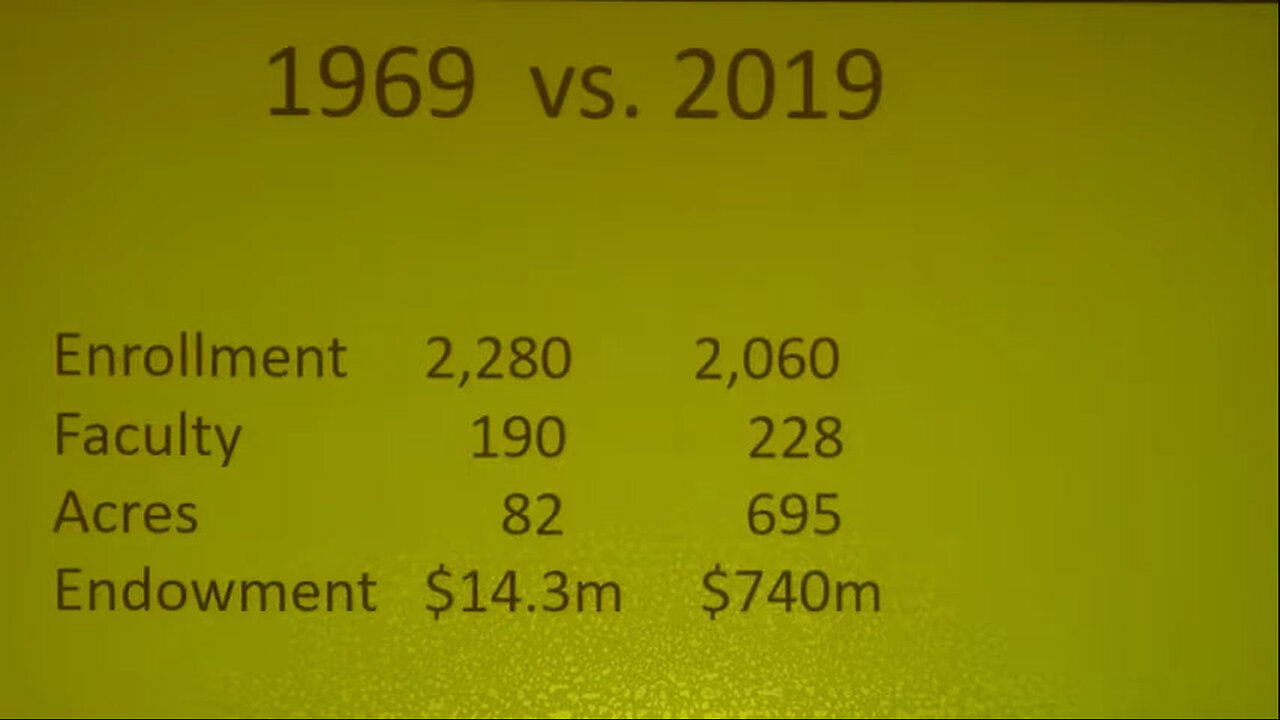 1969 vs. 2019
Enrollment 2,280 2,060
Faculty 190 228
Acres 82 695
Endowment $14.3m $740m